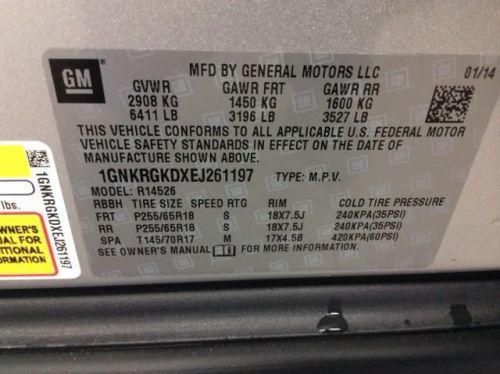 GM
MFD BY GENERAL MOTORS LLC 01/14
GVWR GAWR FRT GAWR RR
2908 KG 1450 KG 1600 KG
6411 LB 3196 LB 3527 LB
THIS VEHICLE CONFORMS TO ALL APPLICABLE U.S. FEDERAL MOTOR
VEHICLE SAFETY STANDARDS IN EFFECT ON THE DATE OF
MANUFACTURE SHOWN ABOVE.
1GNKRGKDXEJ261197 TYPE: M.P.V.
MODEL: R14526
RBBH TIRE SIZE SPEED RTG RIM COLD TIRE PRESSURE
FRT P255/65R18 S 18X7.5J 240KPA(35PSI)
RR P255/65R18 S 18X7.5J 240KPA(35PSI)
SPA T145/70R17 M 17X4.5B 420KPA(60PSI)
SEE OWNER'S MANUAL FOR MORE INFORMATION
lbs.
OWNER'S
MANUAL FOR
ADDITIONAL
INFORMATION
1GNKRGKDXEJ261197